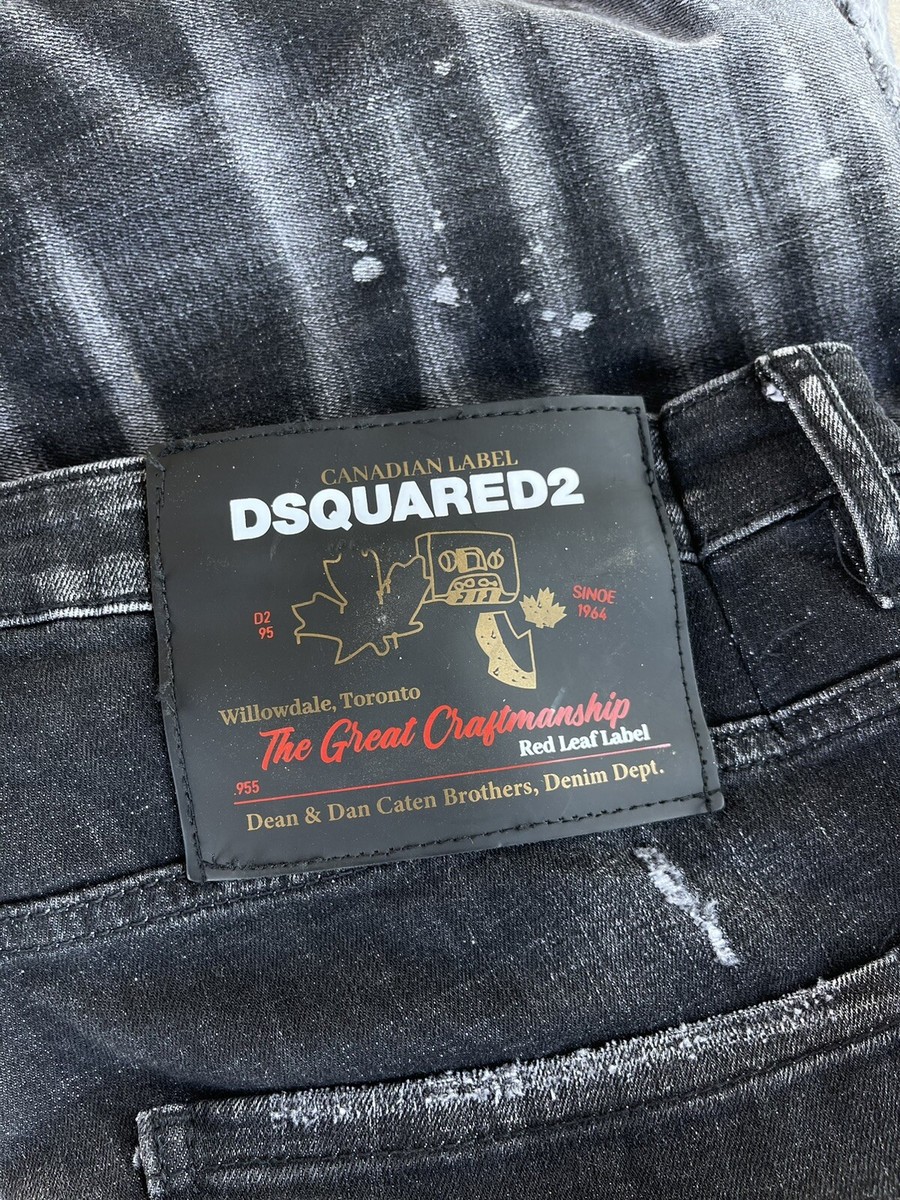 CANADIAN LABEL
DSQUARED2
D2
95
SINOE
1964
Willowdale, Toronto
The Great Craftmanship
Red Leaf Label
.955
Dean & Dan Caten Brothers, Denim Dept.